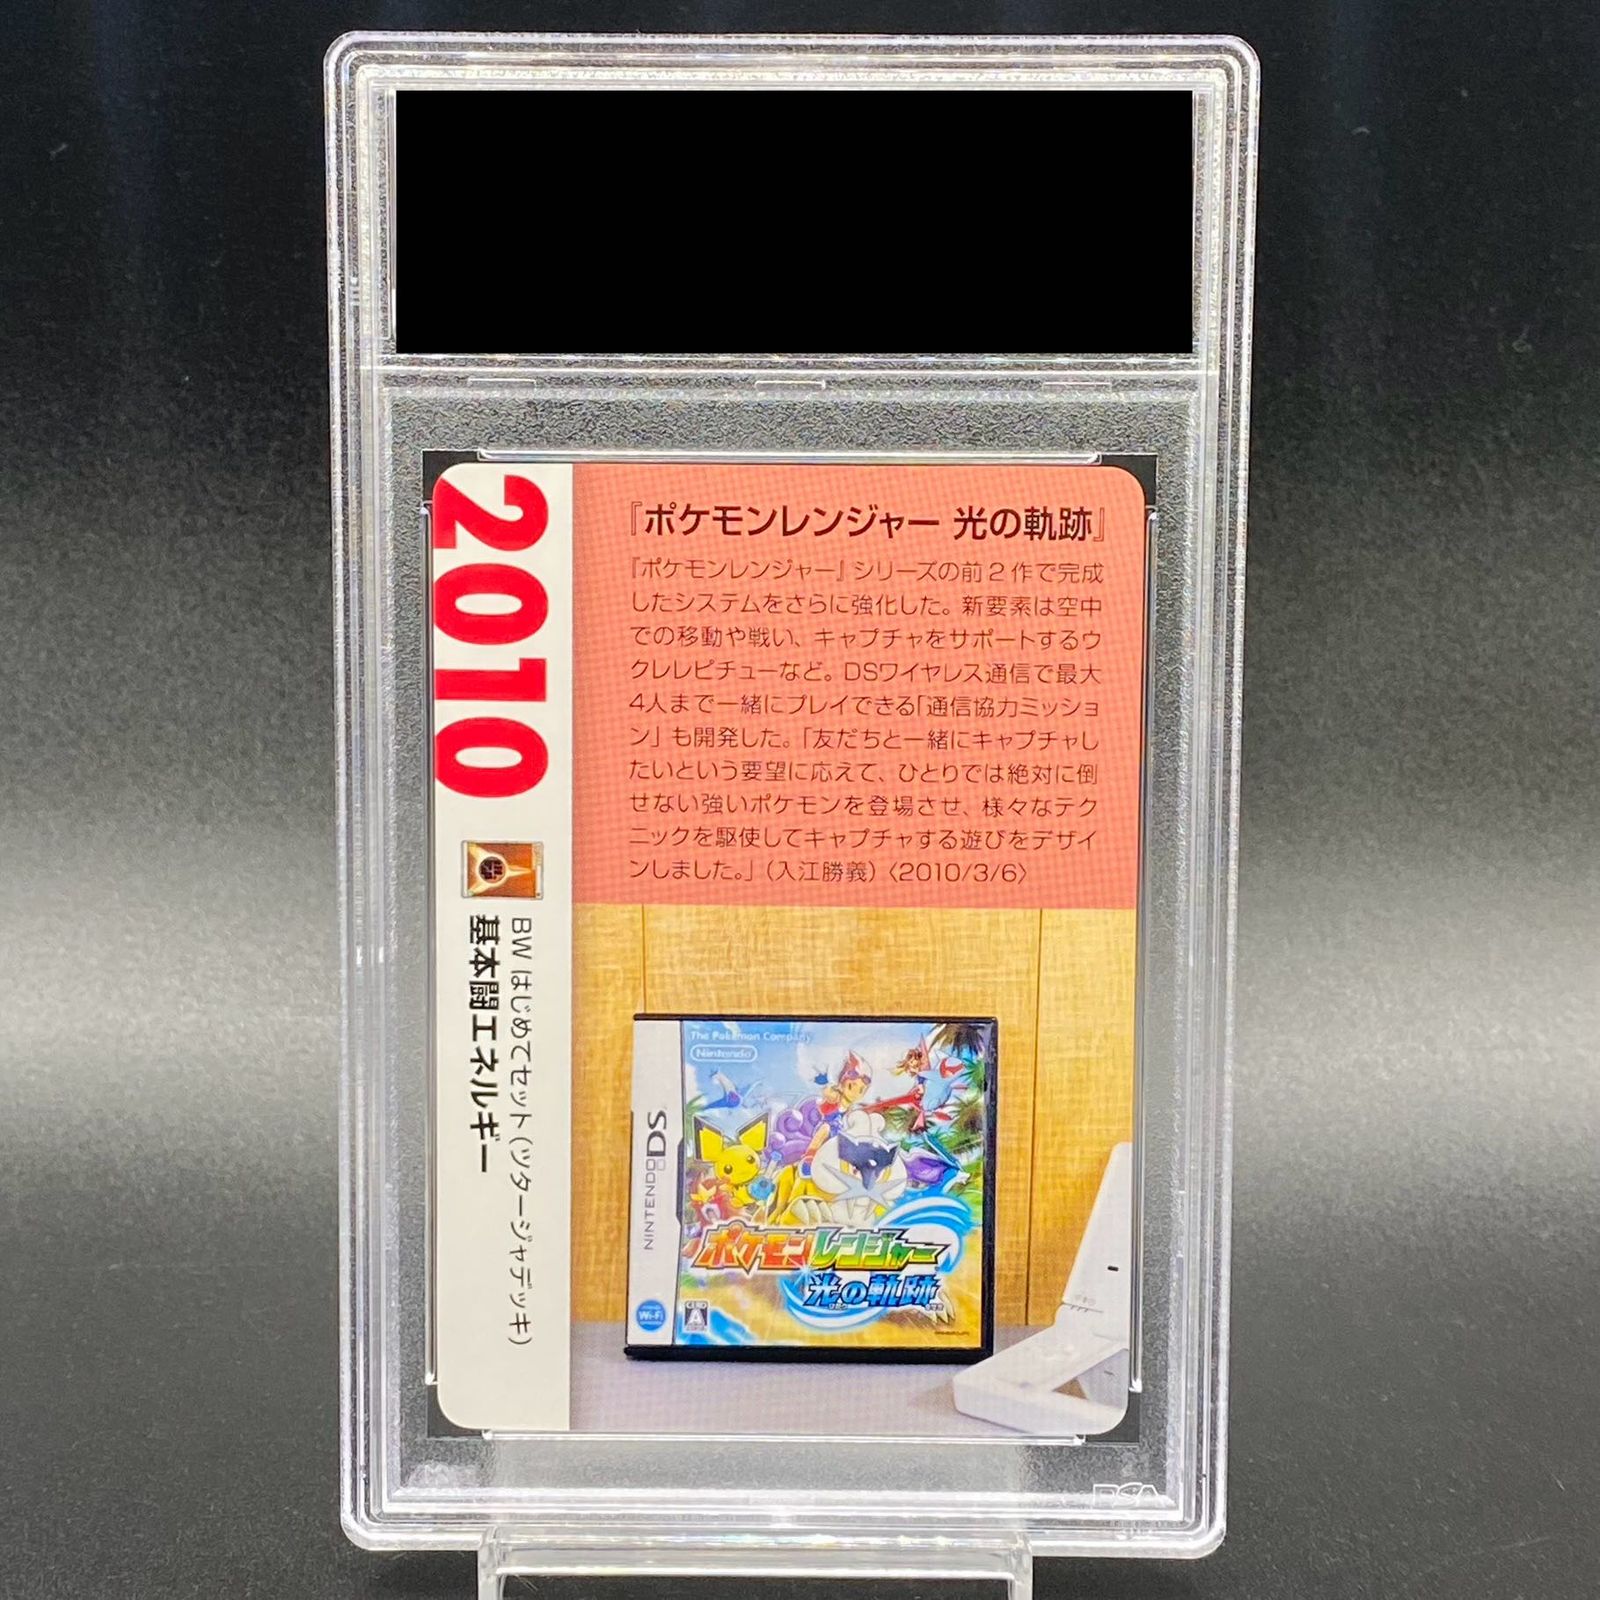 2010
BW はじめてセット(ツタージャデッキ)
基本闘エネルギー
『ポケモンレンジャー 光の軌跡』
『ポケモンレンジャー』シリーズの前2作で完成
したシステムをさらに強化した。新要素は空中
での移動や戦い、キャプチャをサポートするウ
クレレピチューなど。DSワイヤレス通信で最大
4人まで一緒にプレイできる「通信協力ミッショ
ン」も開発した。「友だちと一緒にキャプチャし
たいという要望に応えて、ひとりでは絶対に倒
せない強いポケモンを登場させ、様々なテク
ニックを駆使してキャプチャする遊びをデザイ
ンしました。」(入江勝義)〈2010/3/6〉
The Pokémon Company
Nintendo
NINTENDO DS
ポケモンレンジャー
光の軌跡
Wi-Fi
CERO
A
PSA